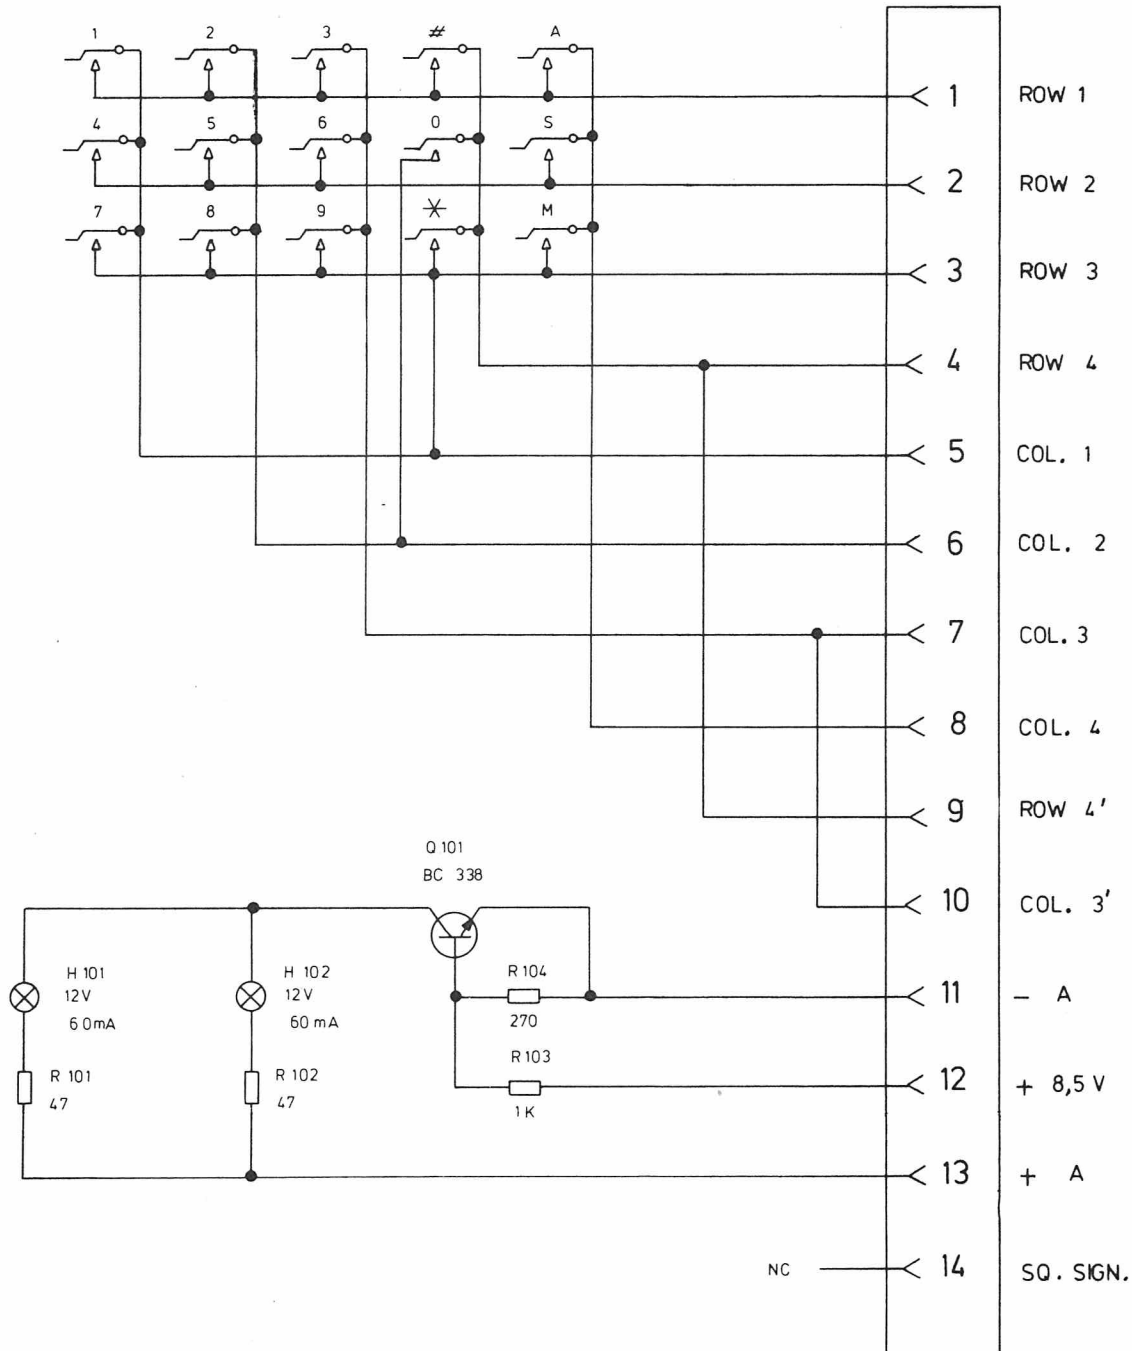 1 2 3 # A
1 ROW 1
4 5 6 0 S
2 ROW 2
7 8 9 * M
3 ROW 3
4 ROW 4
5 COL. 1
6 COL. 2
7 COL. 3
8 COL. 4
9 ROW 4'
10 COL. 3'
Q 101
BC 338
H 101
12V
60mA
H 102
12V
60 mA
R 104
270
11 - A
R 101
47
R 102
47
R 103
1 K
12 + 8,5 V
13 + A
NC 14 SQ. SIGN.